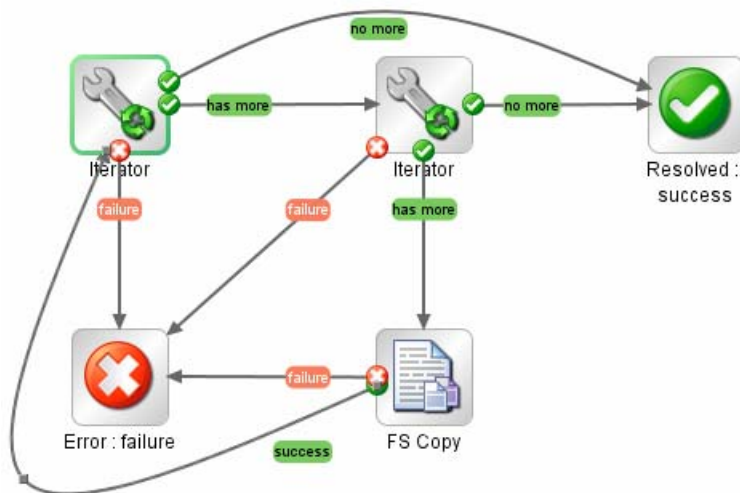 no more
has more
no more
Iterator
Iterator
Resolved :
success
failure
failure
has more
failure
Error : failure
FS Copy
success